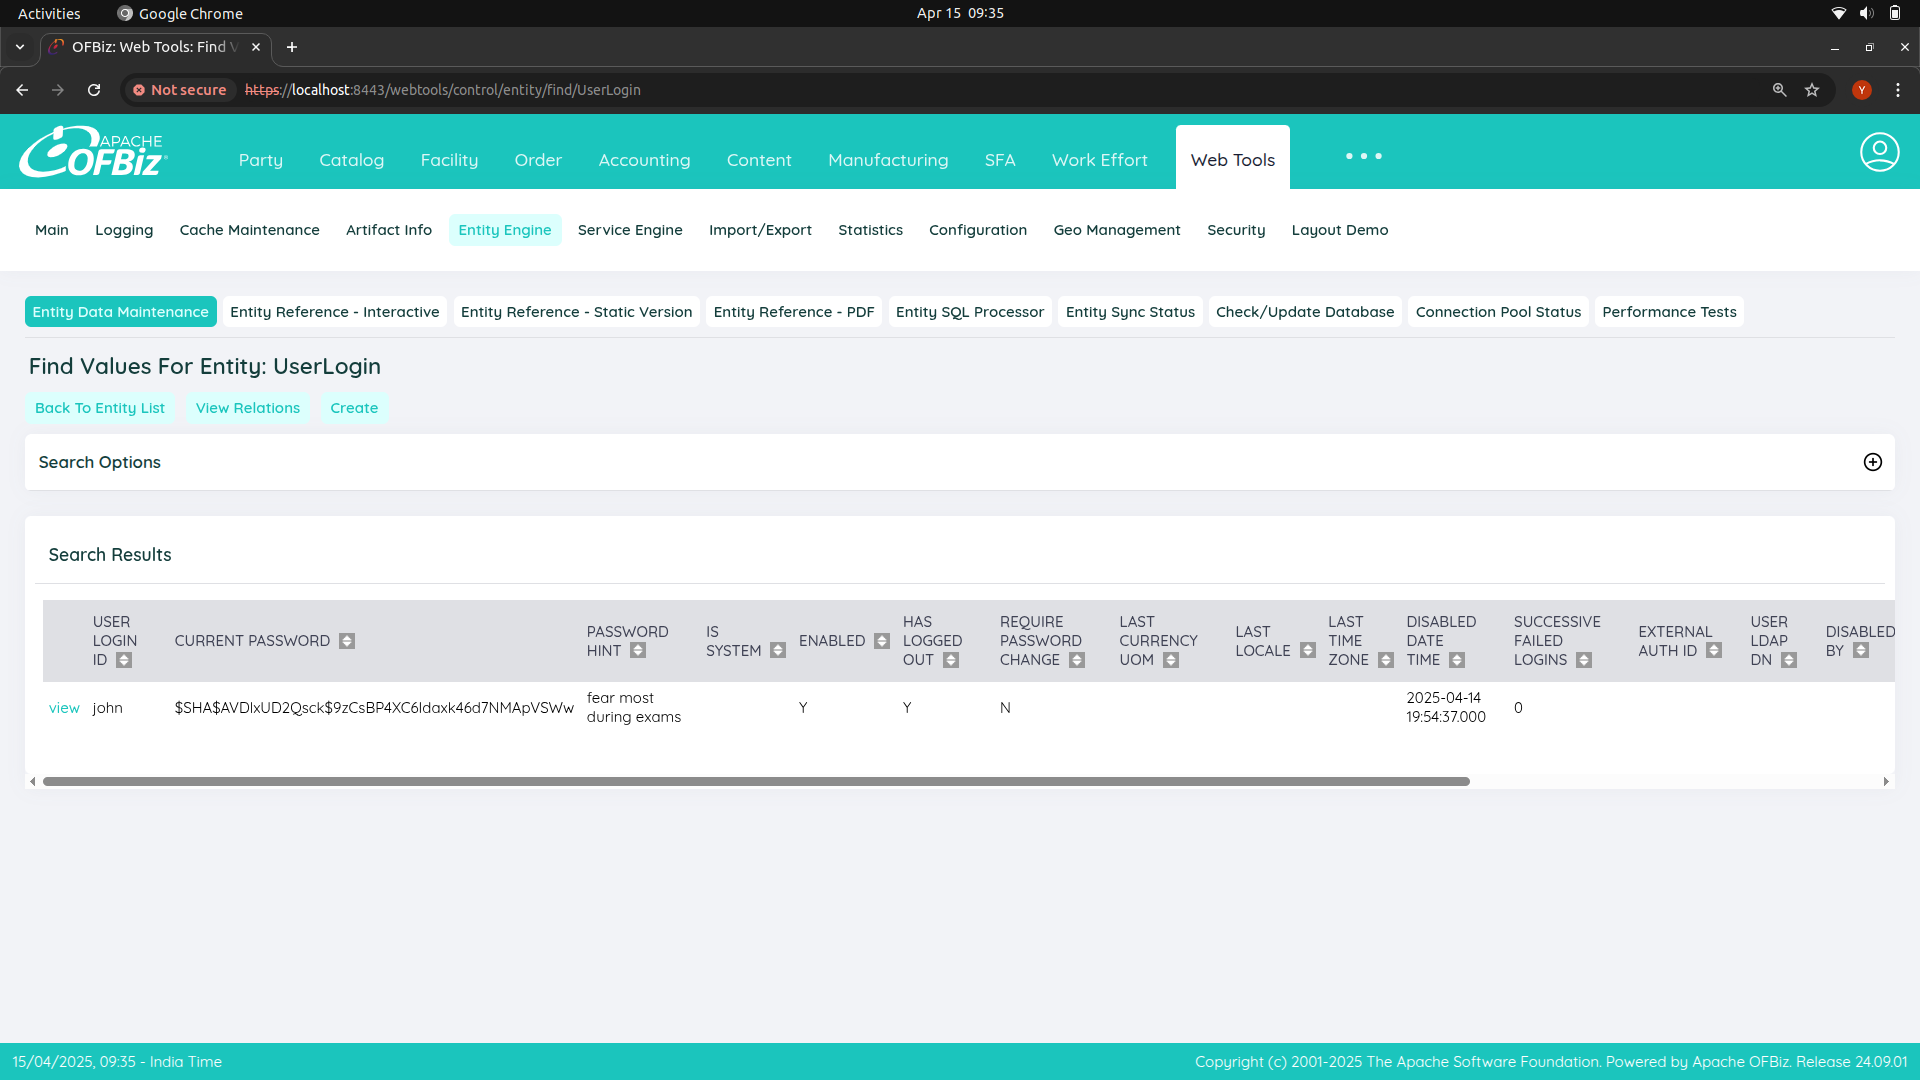 Activities
Google Chrome
Apr 15 09:35
OFBiz: Web Tools: Find V
Not secure
https://localhost:8443/webtools/control/entity/find/UserLogin
Y
APACHE
OFBiz
Party
Catalog
Facility
Order
Accounting
Content
Manufacturing
SFA
Work Effort
Web Tools
Main
Logging
Cache Maintenance
Artifact Info
Entity Engine
Service Engine
Import/Export
Statistics
Configuration
Geo Management
Security
Layout Demo
Entity Data Maintenance
Entity Reference - Interactive
Entity Reference - Static Version
Entity Reference - PDF
Entity SQL Processor
Entity Sync Status
Check/Update Database
Connection Pool Status
Performance Tests
Find Values For Entity: UserLogin
Back To Entity List
View Relations
Create
Search Options
Search Results
USER
LOGIN
ID
CURRENT PASSWORD
PASSWORD
HINT
IS
SYSTEM
ENABLED
HAS
LOGGED
OUT
REQUIRE
PASSWORD
CHANGE
LAST
CURRENCY
UOM
LAST
LOCALE
LAST
TIME
ZONE
DISABLED
DATE
TIME
SUCCESSIVE
FAILED
LOGINS
EXTERNAL
AUTH ID
USER
LDAP
DN
DISABLED
BY
view
john
$SHA$AVDIxUD2Qsck$9zCsBP4XC6Idaxk46d7NMApVSWw
fear most
during exams
Y
Y
N
2025-04-14
19:54:37.000
0
15/04/2025, 09:35 - India Time
Copyright (c) 2001-2025 The Apache Software Foundation. Powered by Apache OFBiz. Release 24.09.01